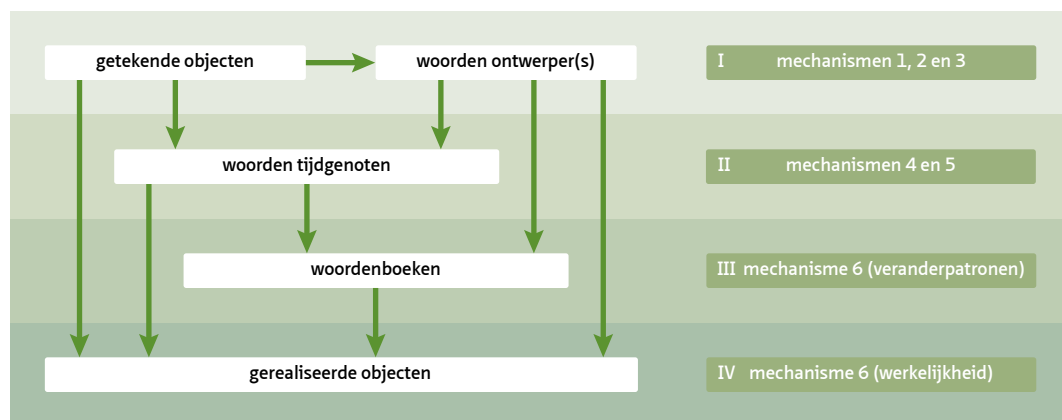 getekende objecten
woorden ontwerper(s)
I mechanismen 1, 2 en 3
woorden tijdgenoten
II mechanismen 4 en 5
woordenboeken
III mechanisme 6 (veranderpatronen)
gerealiseerde objecten
IV mechanisme 6 (werkelijkheid)